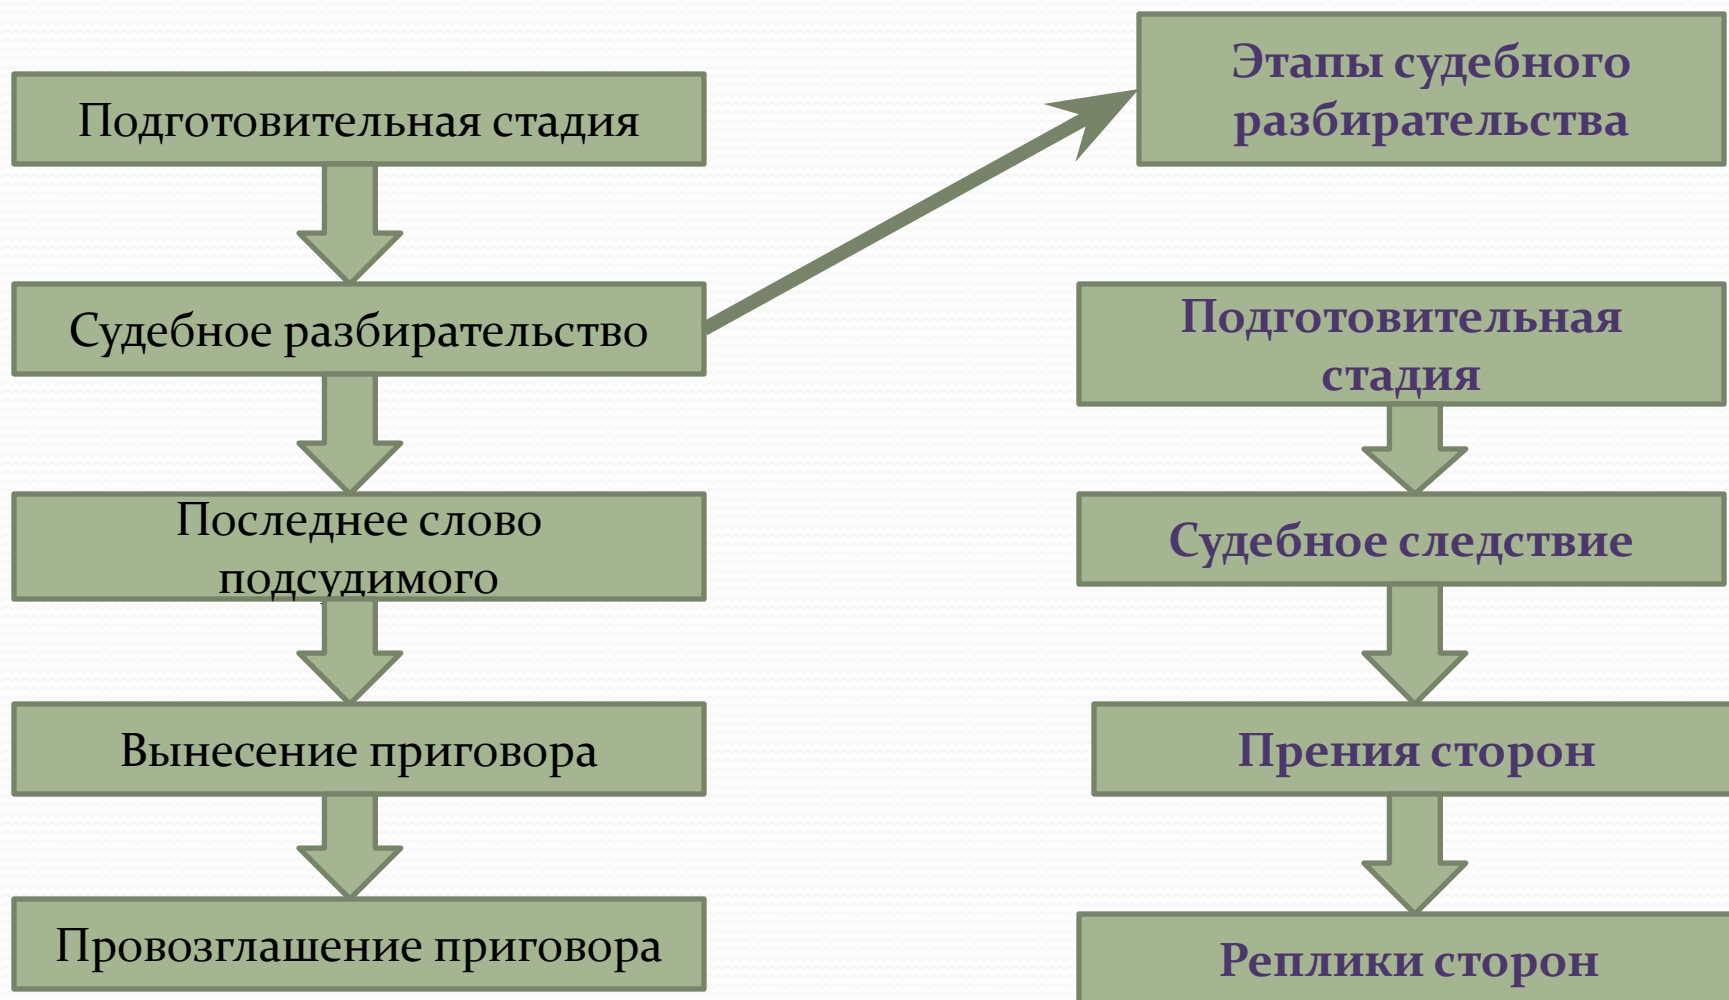 Подготовительная стадия
Судебное разбирательство
Последнее слово
подсудимого
Вынесение приговора
Провозглашение приговора
Этапы судебного
разбирательства
Подготовительная
стадия
Судебное следствие
Прения сторон
Реплики сторон